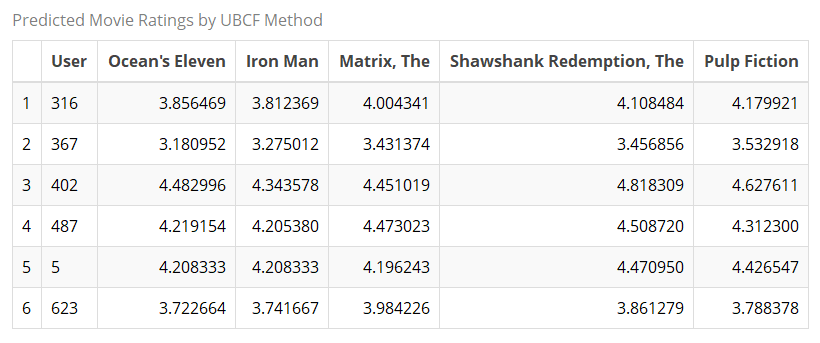 Predicted Movie Ratings by UBCF Method
User Ocean's Eleven Iron Man Matrix, The Shawshank Redemption, The Pulp Fiction
1 316 3.856469 3.812369 4.004341 4.108484 4.179921
2 367 3.180952 3.275012 3.431374 3.456856 3.532918
3 402 4.482996 4.343578 4.451019 4.818309 4.627611
4 487 4.219154 4.205380 4.473023 4.508720 4.312300
5 5 4.208333 4.208333 4.196243 4.470950 4.426547
6 623 3.722664 3.741667 3.984226 3.861279 3.788378